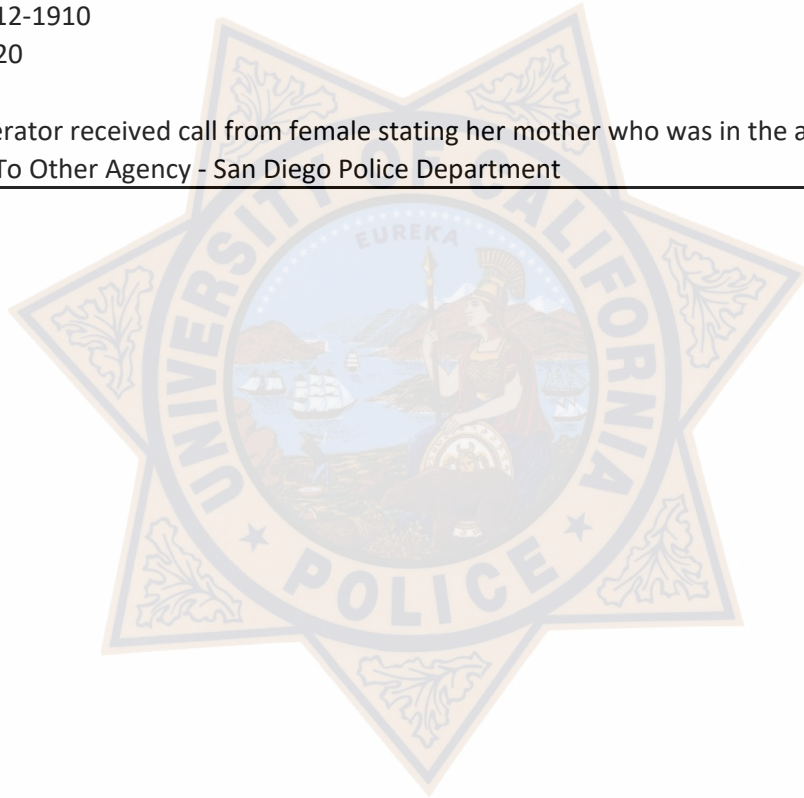 12-1910
20
erator received call from female stating her mother who was in the a
To Other Agency - San Diego Police Department
EUREKA
UNIVERSITY OF CALIFORNIA
POLICE